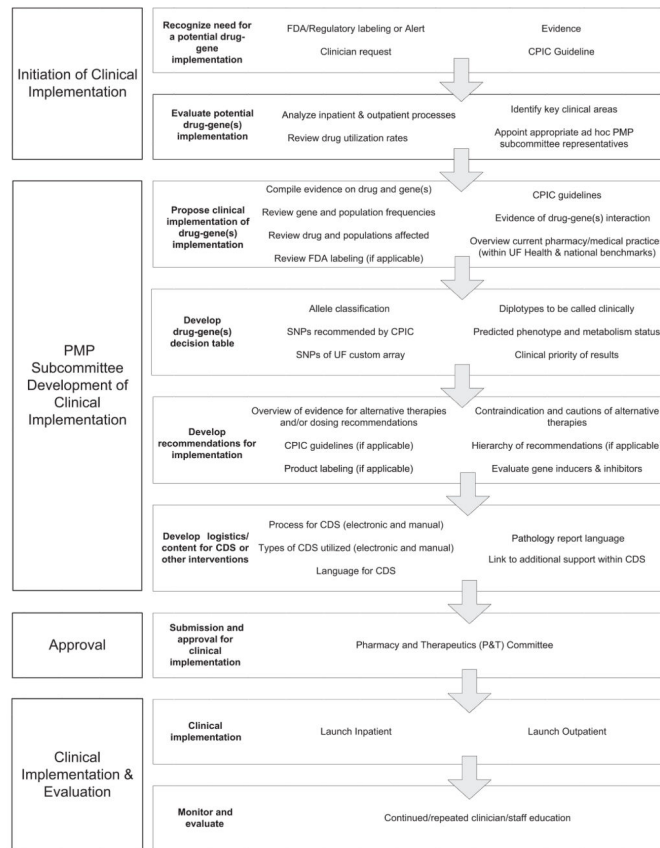 Initiation of Clinical
Implementation
Recognize need for
a potential drug-
gene
implementation
FDA/Regulatory labeling or Alert
Clinician request
Evidence
CPIC Guideline
Evaluate potential
drug-gene(s)
implementation
Analyze inpatient & outpatient processes
Review drug utilization rates
Identify key clinical areas
Appoint appropriate ad hoc PMP
subcommittee representatives
PMP
Subcommittee
Development of
Clinical
Implementation
Propose clinical
implementation of
drug-gene(s)
implementation
Compile evidence on drug and gene(s)
Review gene and population frequencies
Review drug and populations affected
Review FDA labeling (if applicable)
CPIC guidelines
Evidence of drug-gene(s) interaction
Overview current pharmacy/medical practice
(within UF Health & national benchmarks)
Develop
drug-gene(s)
decision table
Allele classification
SNPs recommended by CPIC
SNPs of UF custom array
Diplotypes to be called clinically
Predicted phenotype and metabolism status
Clinical priority of results
Develop
recommendations for
implementation
Overview of evidence for alternative therapies
and/or dosing recommendations
CPIC guidelines (if applicable)
Product labeling (if applicable)
Contraindication and cautions of alternative
therapies
Hierarchy of recommendations (if applicable
Evaluate gene inducers & inhibitors
Develop logistics/
content for CDS or
other interventions
Process for CDS (electronic and manual)
Types of CDS utilized (electronic and manual)
Language for CDS
Pathology report language
Link to additional support within CDS
Approval
Submission and
approval for
clinical
implementation
Pharmacy and Therapeutics (P&T) Committee
Clinical
Implementation &
Evaluation
Clinical
implementation
Launch Inpatient
Launch Outpatient
Monitor and
evaluate
Continued/repeated clinician/staff education